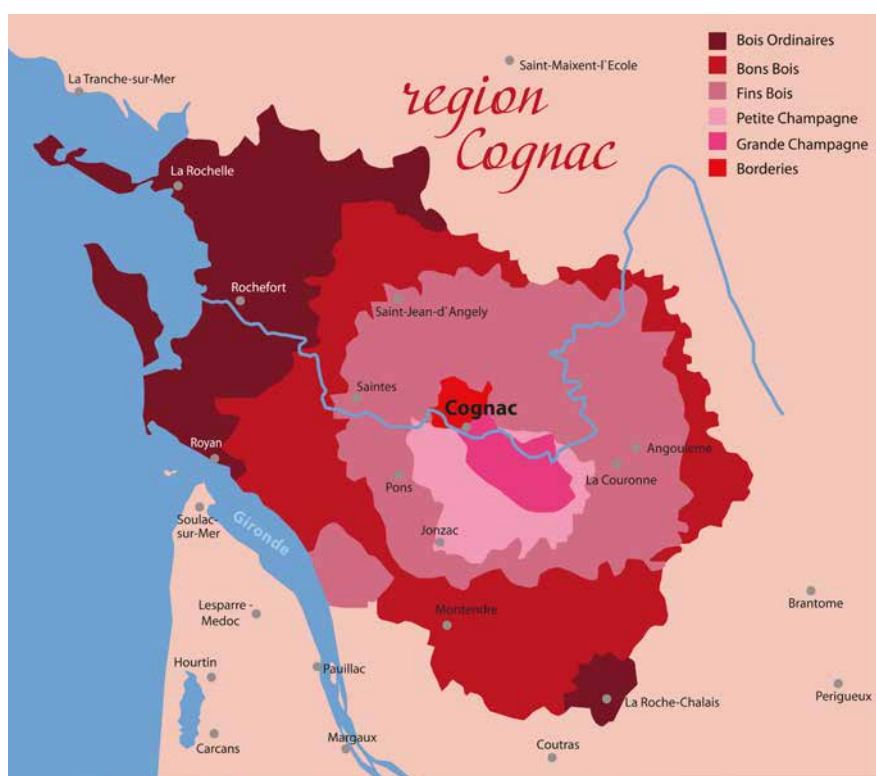 Bois Ordinaires
Bons Bois
Fins Bois
Petite Champagne
Grande Champagne
Borderies
region
Cognac
Saint-Maixent-l`Ecole
La Tranche-sur-Mer
La Rochelle
Rochefort
Saint-Jean-d`Angely
Saintes
Cognac
Royan
Angouleme
La Couronne
Pons
Soulac-
sur-Mer
Gironde
Jonzac
Lesparre -
Medoc
Montendre
Brantome
Hourtin
Pauillac
La Roche-Chalais
Perigueux
Carcans
Margaux
Coutras